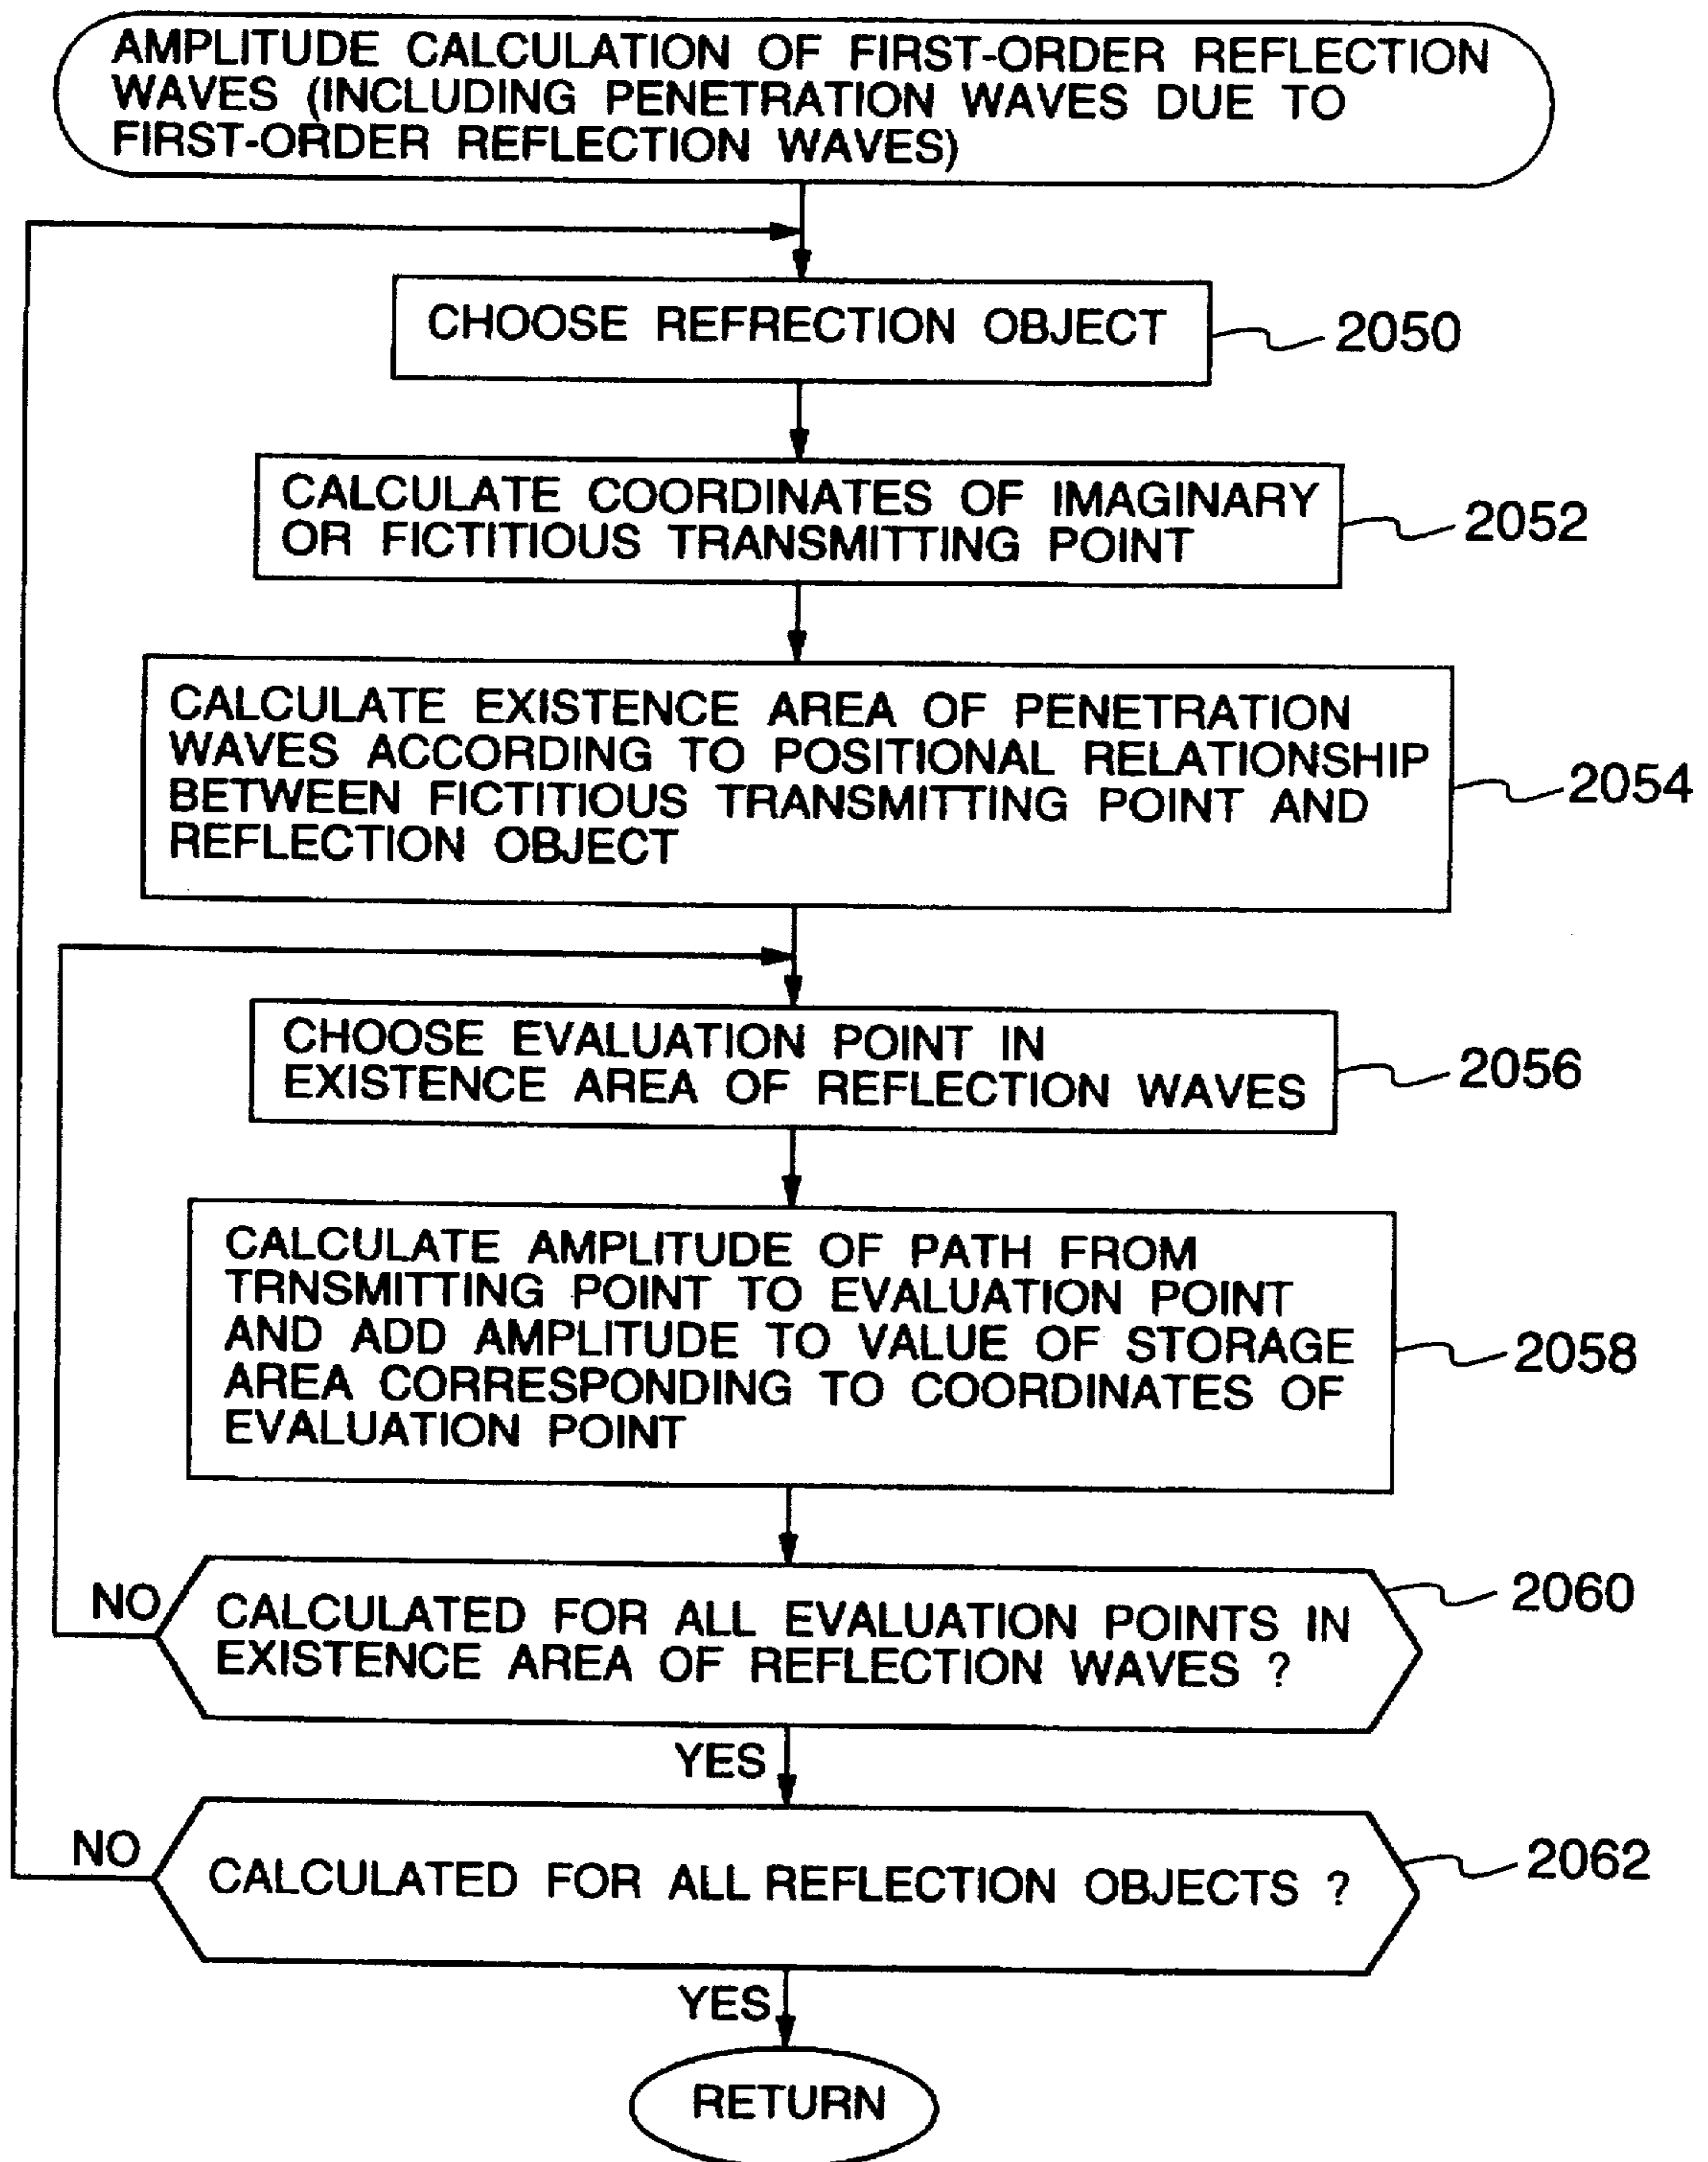 AMPLITUDE CALCULATION OF FIRST-ORDER REFLECTION
WAVES (INCLUDING PENETRATION WAVES DUE TO
FIRST-ORDER REFLECTION WAVES)
CHOOSE REFRECTION OBJECT
2050
CALCULATE COORDINATES OF IMAGINARY
OR FICTITIOUS TRANSMITTING POINT
2052
CALCULATE EXISTENCE AREA OF PENETRATION
WAVES ACCORDING TO POSITIONAL RELATIONSHIP
BETWEEN FICTITIOUS TRANSMITTING POINT AND
REFLECTION OBJECT
2054
CHOOSE EVALUATION POINT IN
EXISTENCE AREA OF REFLECTION WAVES
2056
CALCULATE AMPLITUDE OF PATH FROM
TRNSMITTING POINT TO EVALUATION POINT
AND ADD AMPLITUDE TO VALUE OF STORAGE
AREA CORRESPONDING TO COORDINATES OF
EVALUATION POINT
2058
NO
CALCULATED FOR ALL EVALUATION POINTS IN
EXISTENCE AREA OF REFLECTION WAVES ?
2060
YES
NO
CALCULATED FOR ALL REFLECTION OBJECTS ?
2062
YES
RETURN